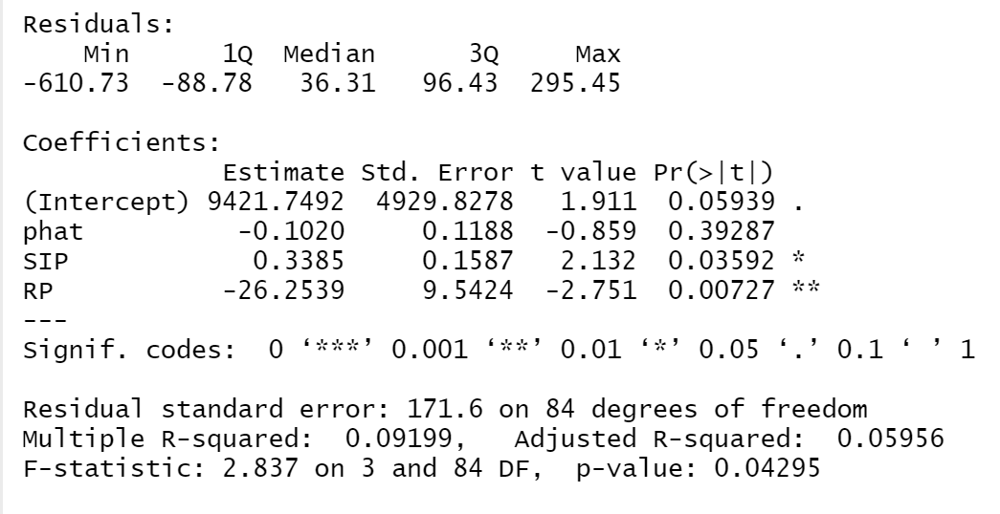 Residuals:
    Min      1Q  Median      3Q     Max
-610.73  -88.78   36.31   96.43  295.45
Coefficients:
             Estimate Std. Error t value Pr(>|t|)
(Intercept) 9421.7492  4929.8278   1.911  0.05939 .
phat          -0.1020     0.1188  -0.859  0.39287
SIP            0.3385     0.1587   2.132  0.03592 *
RP           -26.2539     9.5424  -2.751  0.00727 **
---
Signif. codes:  0 ‘***’ 0.001 ‘**’ 0.01 ‘*’ 0.05 ‘.’ 0.1 ‘ ’ 1
Residual standard error: 171.6 on 84 degrees of freedom
Multiple R-squared:  0.09199,   Adjusted R-squared:  0.05956
F-statistic: 2.837 on 3 and 84 DF,  p-value: 0.04295